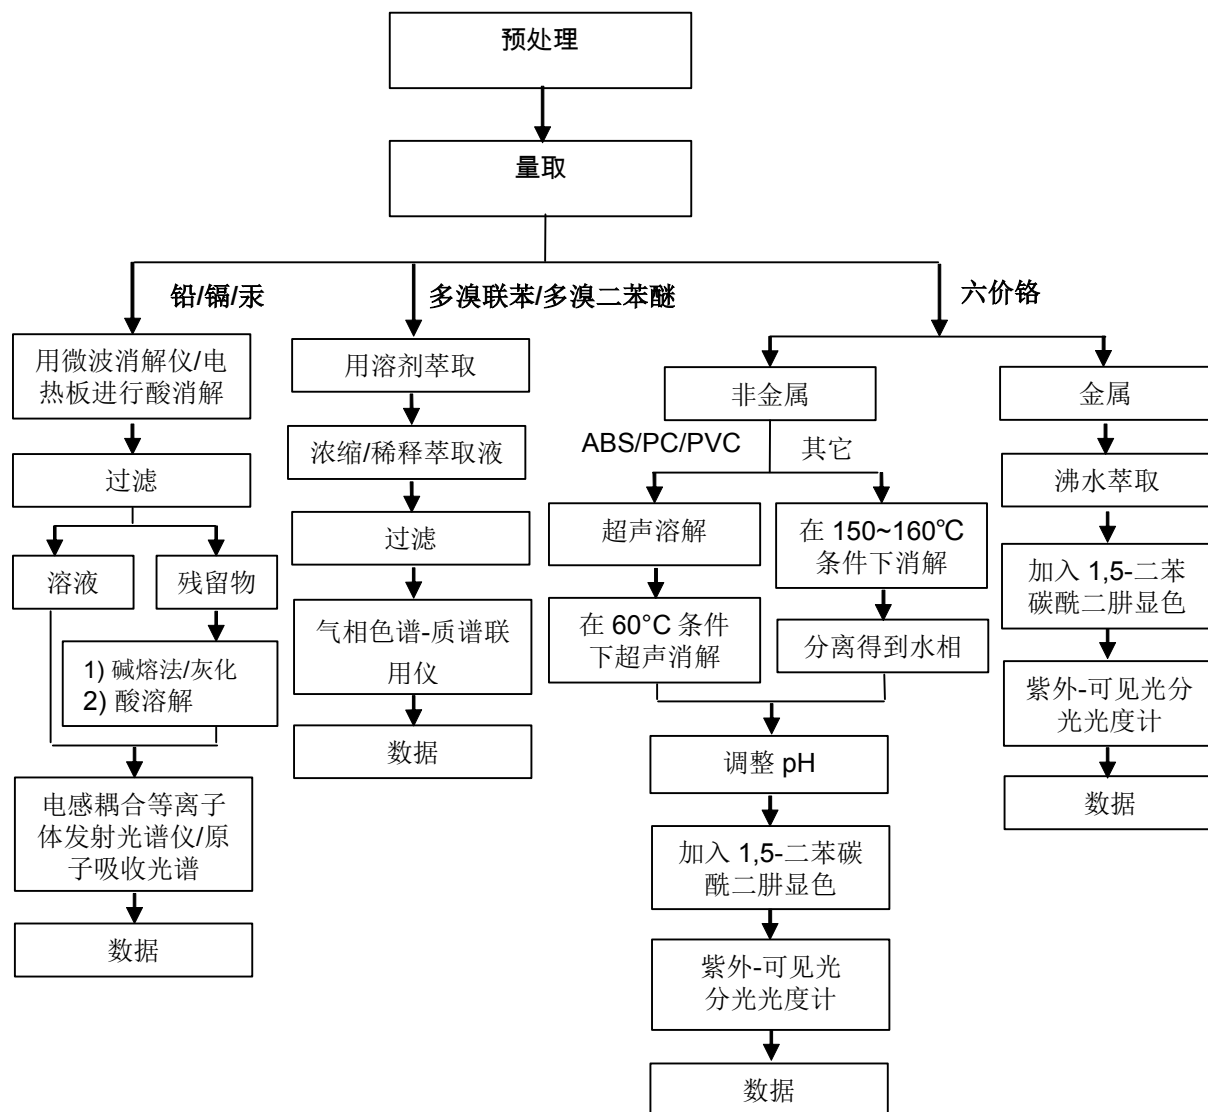 预处理
量取
铅/镉/汞
多溴联苯/多溴二苯醚
六价铬
用微波消解仪/电
热板进行酸消解
过滤
溶液
残留物
1) 碱熔法/灰化
2) 酸溶解
电感耦合等离子
体发射光谱仪/原
子吸收光谱
数据
用溶剂萃取
浓缩/稀释萃取液
过滤
气相色谱-质谱联
用仪
数据
非金属
ABS/PC/PVC
其它
超声溶解
在 60°C 条件
下超声消解
在 150~160℃
条件下消解
分离得到水相
调整 pH
加入 1,5-二苯碳
酰二肼显色
紫外-可见光
分光光度计
数据
金属
沸水萃取
加入 1,5-二苯
碳酰二肼显色
紫外-可见光分
光光度计
数据